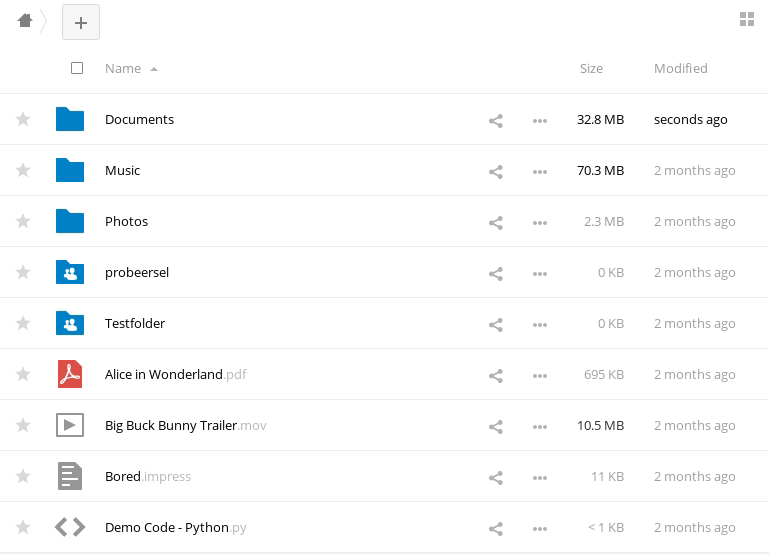 +
Name Size Modified
Documents 32.8 MB seconds ago
Music 70.3 MB 2 months ago
Photos 2.3 MB 2 months ago
probeersel 0 KB 2 months ago
Testfolder 0 KB 2 months ago
Alice in Wonderland.pdf 695 KB 2 months ago
Big Buck Bunny Trailer.mov 10.5 MB 2 months ago
Bored.impress 11 KB 2 months ago
Demo Code - Python.py < 1 KB 2 months ago